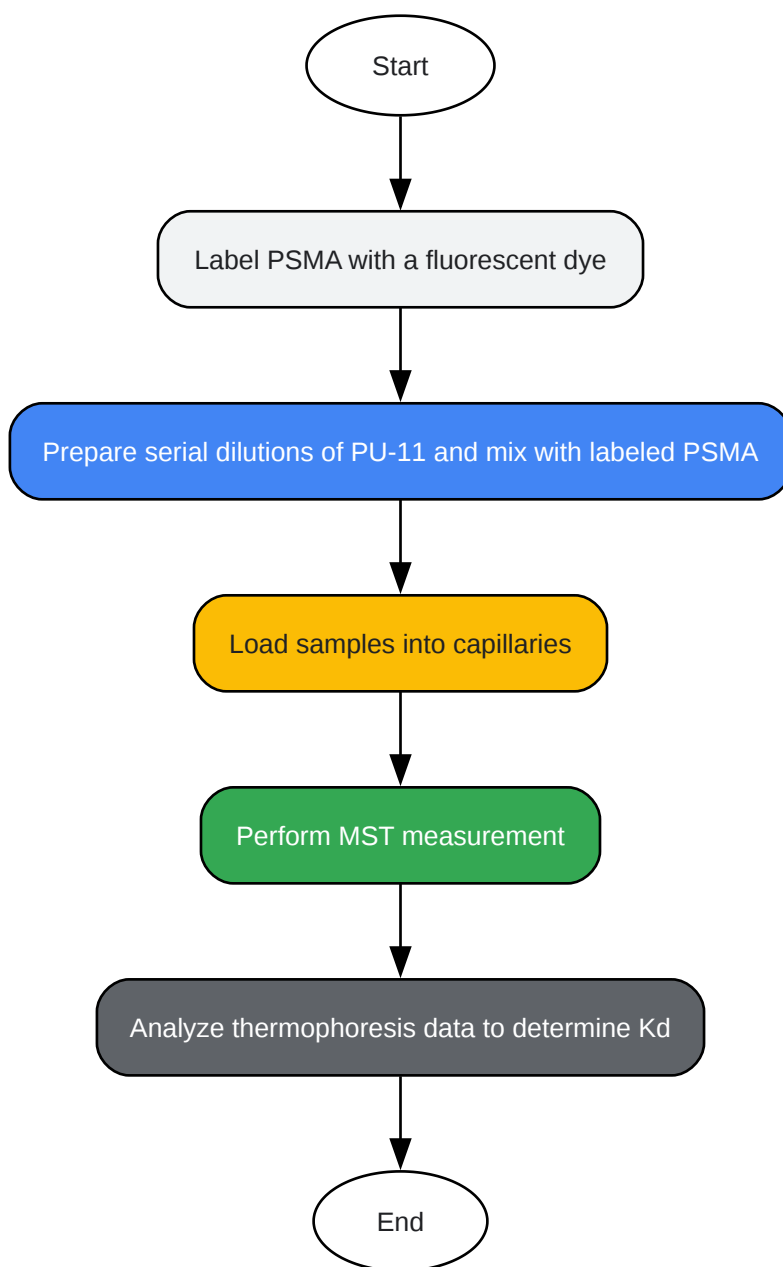 Start
Label PSMA with a fluorescent dye
Prepare serial dilutions of PU-11 and mix with labeled PSMA
Load samples into capillaries
Perform MST measurement
Analyze thermophoresis data to determine Kd
End